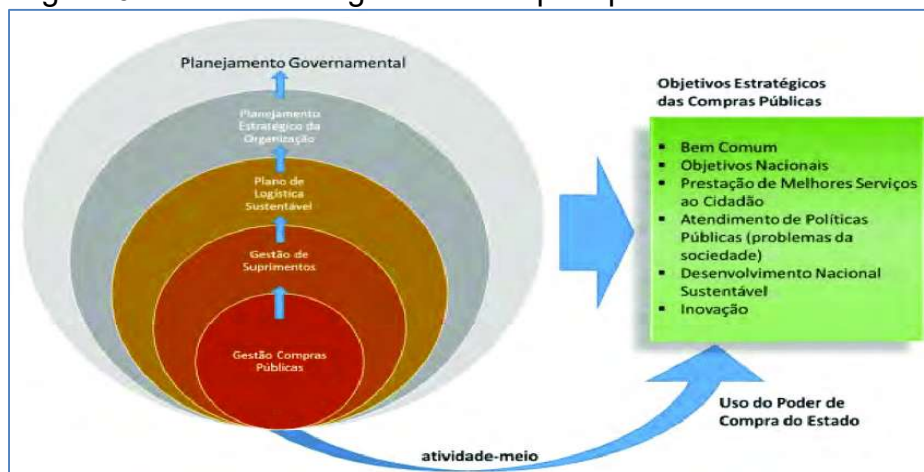 Planejamento Governamental
Planejamento
Estratégico da
Organização
Plano de
Logística
Sustentável
Gestão de
Suprimentos
Gestão Compras
Públicas
Objetivos Estratégicos
das Compras Públicas
▪ Bem Comum
▪ Objetivos Nacionais
▪ Prestação de Melhores Serviços
ao Cidadão
▪ Atendimento de Políticas
Públicas (problemas da
sociedade)
▪ Desenvolvimento Nacional
Sustentável
▪ Inovação
Uso do Poder de
Compra do Estado
atividade-meio